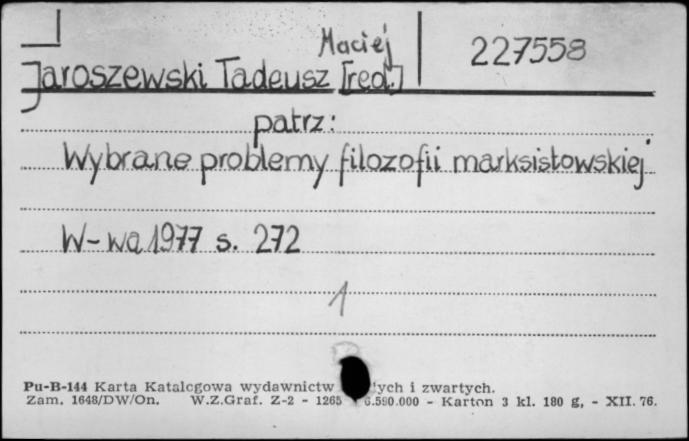 Maciej
227558
Jaroszewski Tadeusz [red.]
patrz:
Wybrane problemy filozofii marksistowskiej
W-wa 1977 s. 272
1
Pu-B-144 Karta Katalogowa wydawnictw i zwartych.
Zam. 1648/DW/On. W.Z.Graf. Z-2 - 1265 6.590.000 - Karton 3 kl. 180 g, - XII. 76.